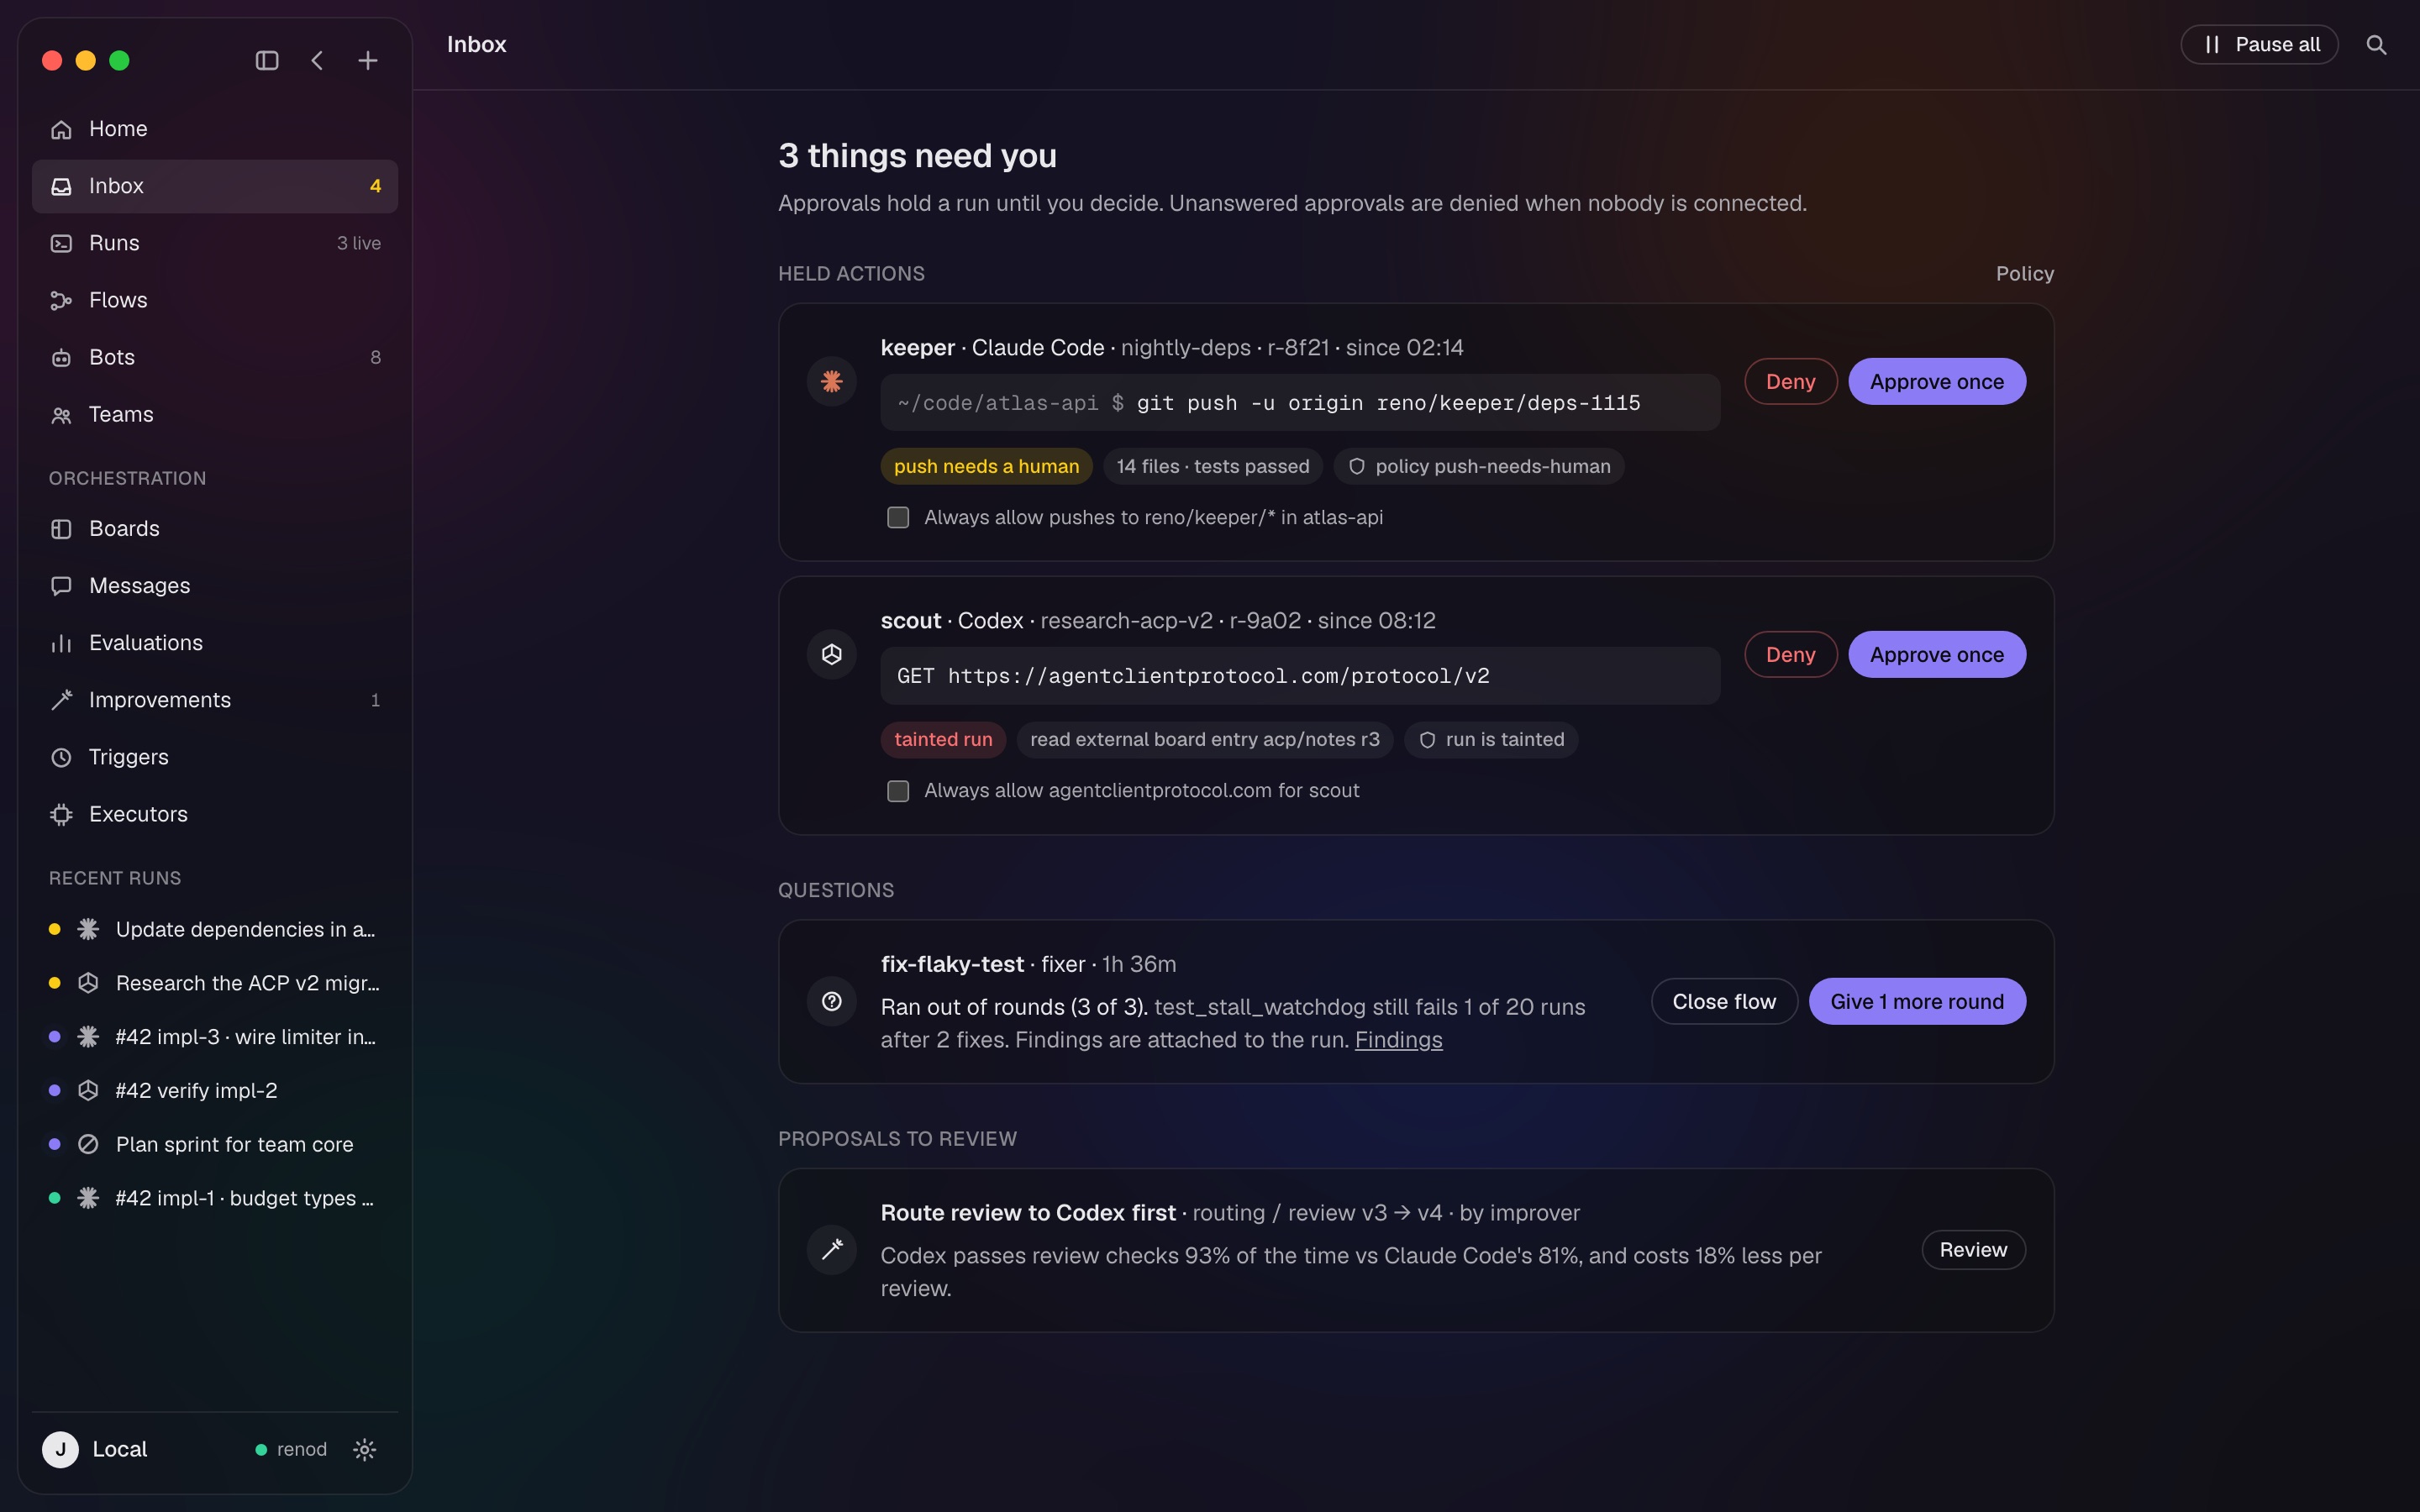 Inbox
Pause all
Home
Inbox 4
Runs 3 live
Flows
Bots 8
Teams
ORCHESTRATION
Boards
Messages
Evaluations
Improvements 1
Triggers
Executors
RECENT RUNS
Update dependencies in a…
Research the ACP v2 migr…
#42 impl-3 · wire limiter in…
#42 verify impl-2
Plan sprint for team core
#42 impl-1 · budget types …
J Local renod
3 things need you
Approvals hold a run until you decide. Unanswered approvals are denied when nobody is connected.
HELD ACTIONS Policy
keeper · Claude Code · nightly-deps · r-8f21 · since 02:14
~/code/atlas-api $ git push -u origin reno/keeper/deps-1115
Deny Approve once
push needs a human 14 files · tests passed policy push-needs-human
Always allow pushes to reno/keeper/* in atlas-api
scout · Codex · research-acp-v2 · r-9a02 · since 08:12
GET https://agentclientprotocol.com/protocol/v2
Deny Approve once
tainted run read external board entry acp/notes r3 run is tainted
Always allow agentclientprotocol.com for scout
QUESTIONS
fix-flaky-test · fixer · 1h 36m
Ran out of rounds (3 of 3). test_stall_watchdog still fails 1 of 20 runs
after 2 fixes. Findings are attached to the run. Findings
Close flow Give 1 more round
PROPOSALS TO REVIEW
Route review to Codex first · routing / review v3 → v4 · by improver
Codex passes review checks 93% of the time vs Claude Code's 81%, and costs 18% less per
review.
Review